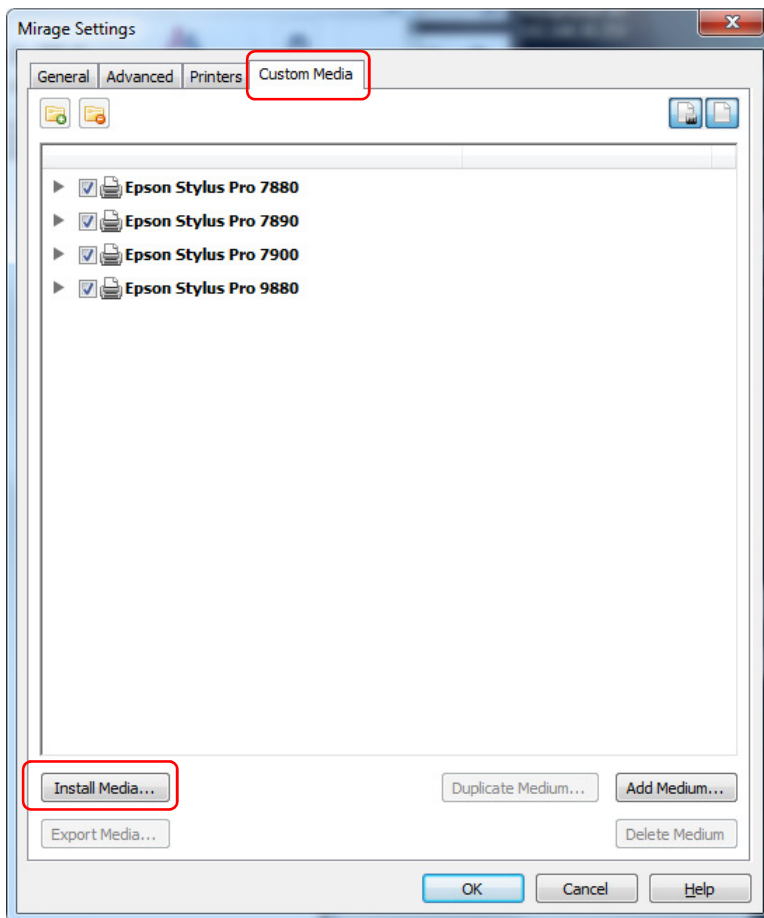 Mirage Settings
General Advanced Printers Custom Media
Epson Stylus Pro 7880
Epson Stylus Pro 7890
Epson Stylus Pro 7900
Epson Stylus Pro 9880
Install Media... Duplicate Medium... Add Medium...
Export Media... Delete Medium
OK Cancel Help